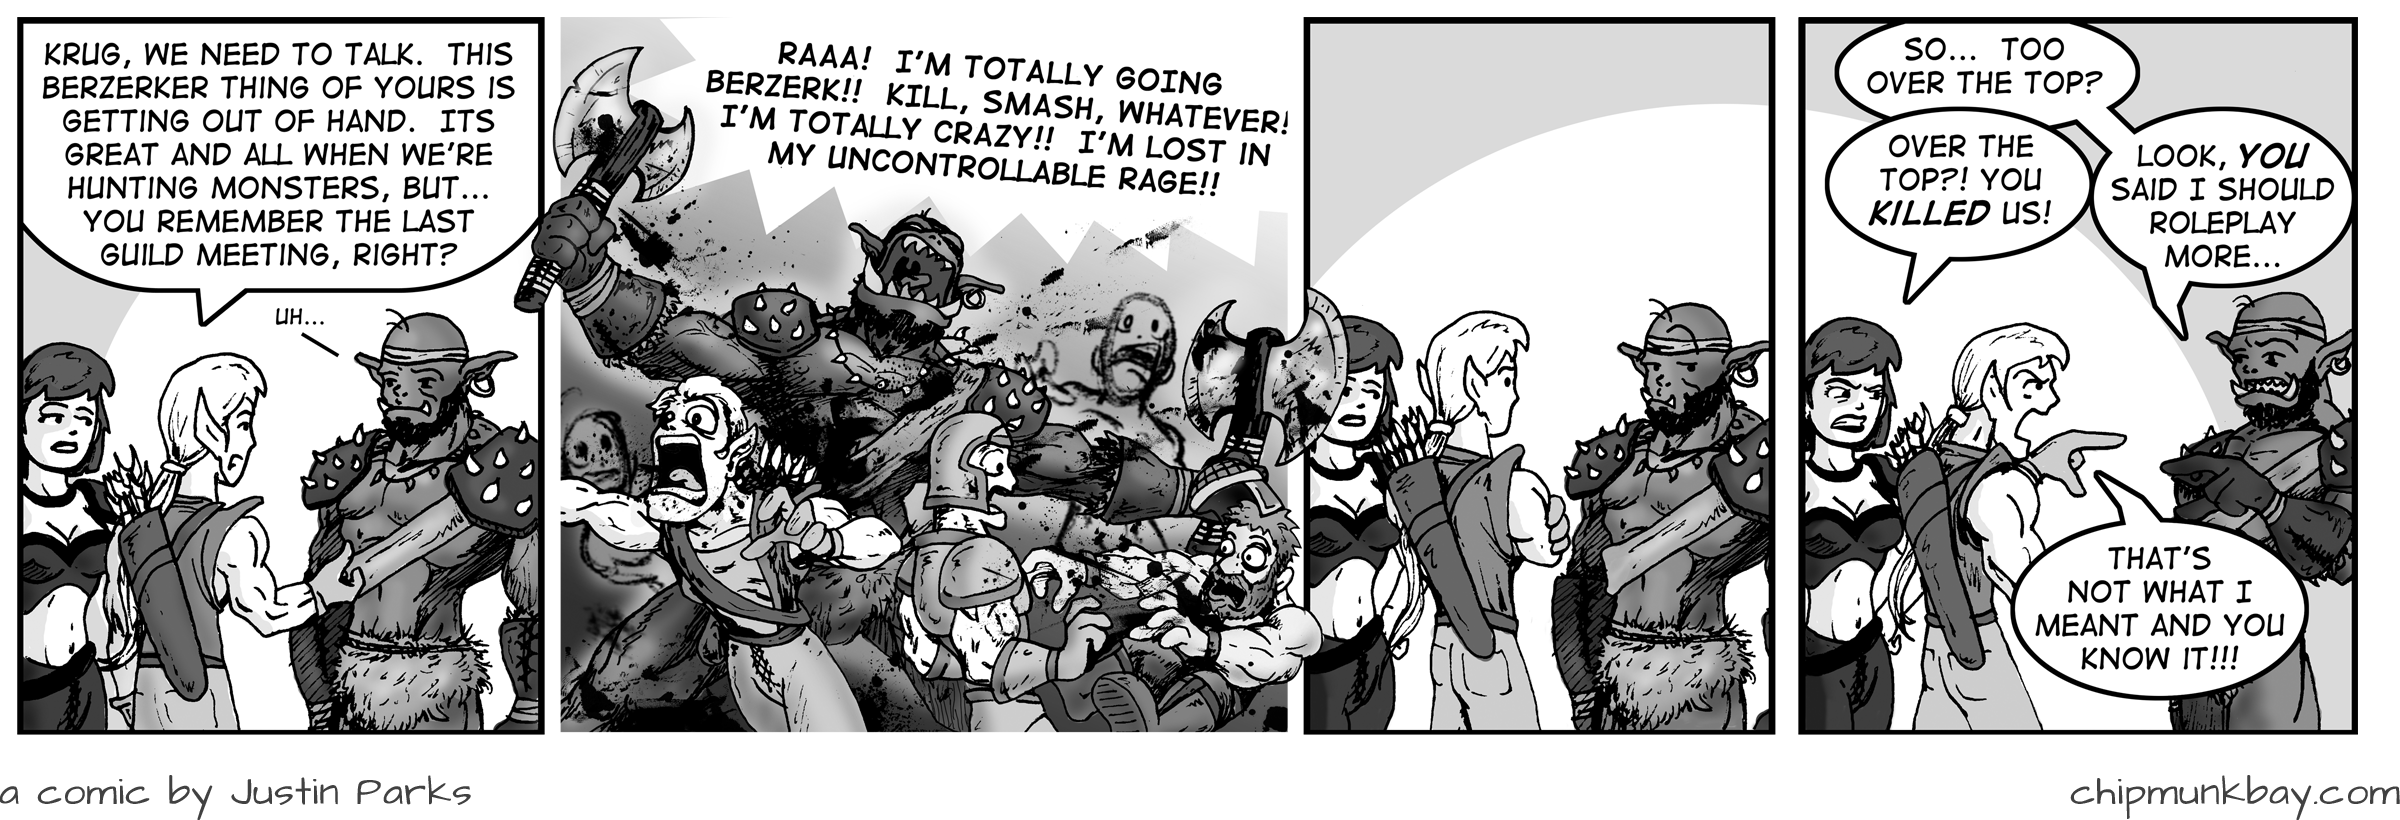 KRUG, WE NEED TO TALK. THIS
BERZERKER THING OF YOURS IS
GETTING OUT OF HAND. ITS
GREAT AND ALL WHEN WE'RE
HUNTING MONSTERS, BUT...
YOU REMEMBER THE LAST
GUILD MEETING, RIGHT?
UH...
RAAA! I'M TOTALLY GOING
BERZERK!! KILL, SMASH, WHATEVER!
I'M TOTALLY CRAZY!! I'M LOST IN
MY UNCONTROLLABLE RAGE!!
SO... TOO
OVER THE TOP?
OVER THE
TOP?! YOU
KILLED US!
LOOK, YOU
SAID I SHOULD
ROLEPLAY
MORE...
THAT'S
NOT WHAT I
MEANT AND YOU
KNOW IT!!!
a comic by Justin Parks
chipmunkbay.com